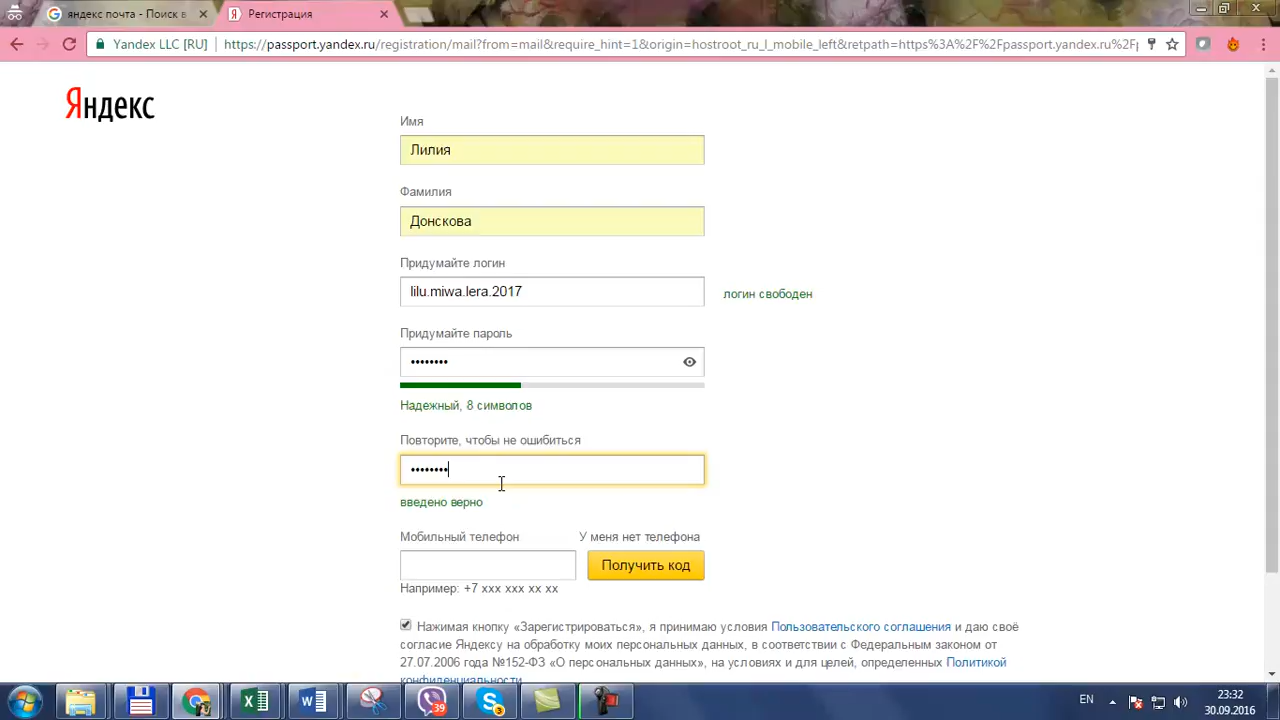 яндекс почта - Поиск в
Регистрация
Yandex LLC [RU]
https://passport.yandex.ru/registration/mail?from=mail&require_hint=1&origin=hostroot_ru_l_mobile_left&retpath=https%3A%2F%2Fpassport.yandex.ru%2F
Яндекс
Имя
Лилия
Фамилия
Донскова
Придумайте логин
lilu.miwa.lera.2017
логин свободен
Придумайте пароль
••••••••
Надежный, 8 символов
Повторите, чтобы не ошибиться
••••••••
введено верно
Мобильный телефон
У меня нет телефона
Получить код
Например: +7 xxx xxx xx xx
Нажимая кнопку «Зарегистрироваться», я принимаю условия Пользовательского соглашения и даю своё
согласие Яндексу на обработку моих персональных данных, в соответствии с Федеральным законом от
27.07.2006 года №152-ФЗ «О персональных данных», на условиях и для целей, определенных Политикой
конфиденциальности
39
3
EN
23:32
30.09.2016